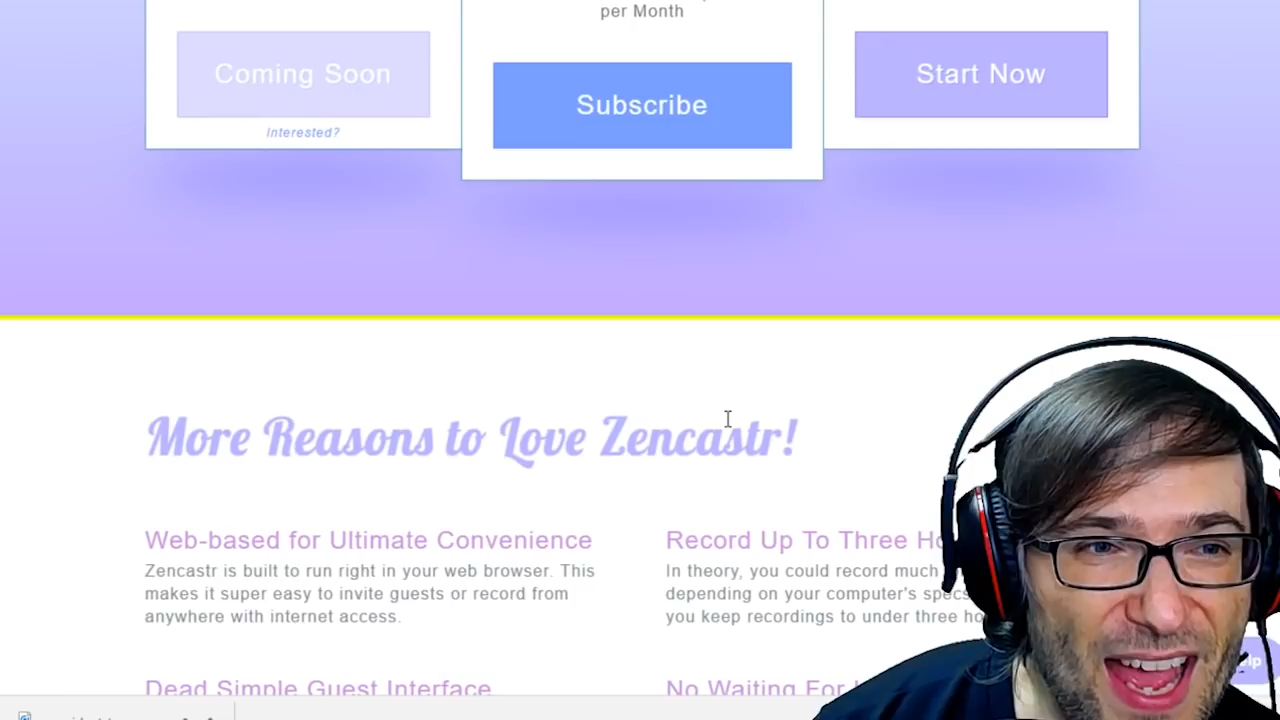 per Month
Coming Soon
Subscribe
Start Now
interested?
More Reasons to Love Zencastr!
Web-based for Ultimate Convenience
Zencastr is built to run right in your web browser. This
makes it super easy to invite guests or record from
anywhere with internet access.
Record Up To Three
In theory, you could record much
depending on your computer's specs
you keep recordings to under three
Dead Simple Guest Interface
No Waiting For